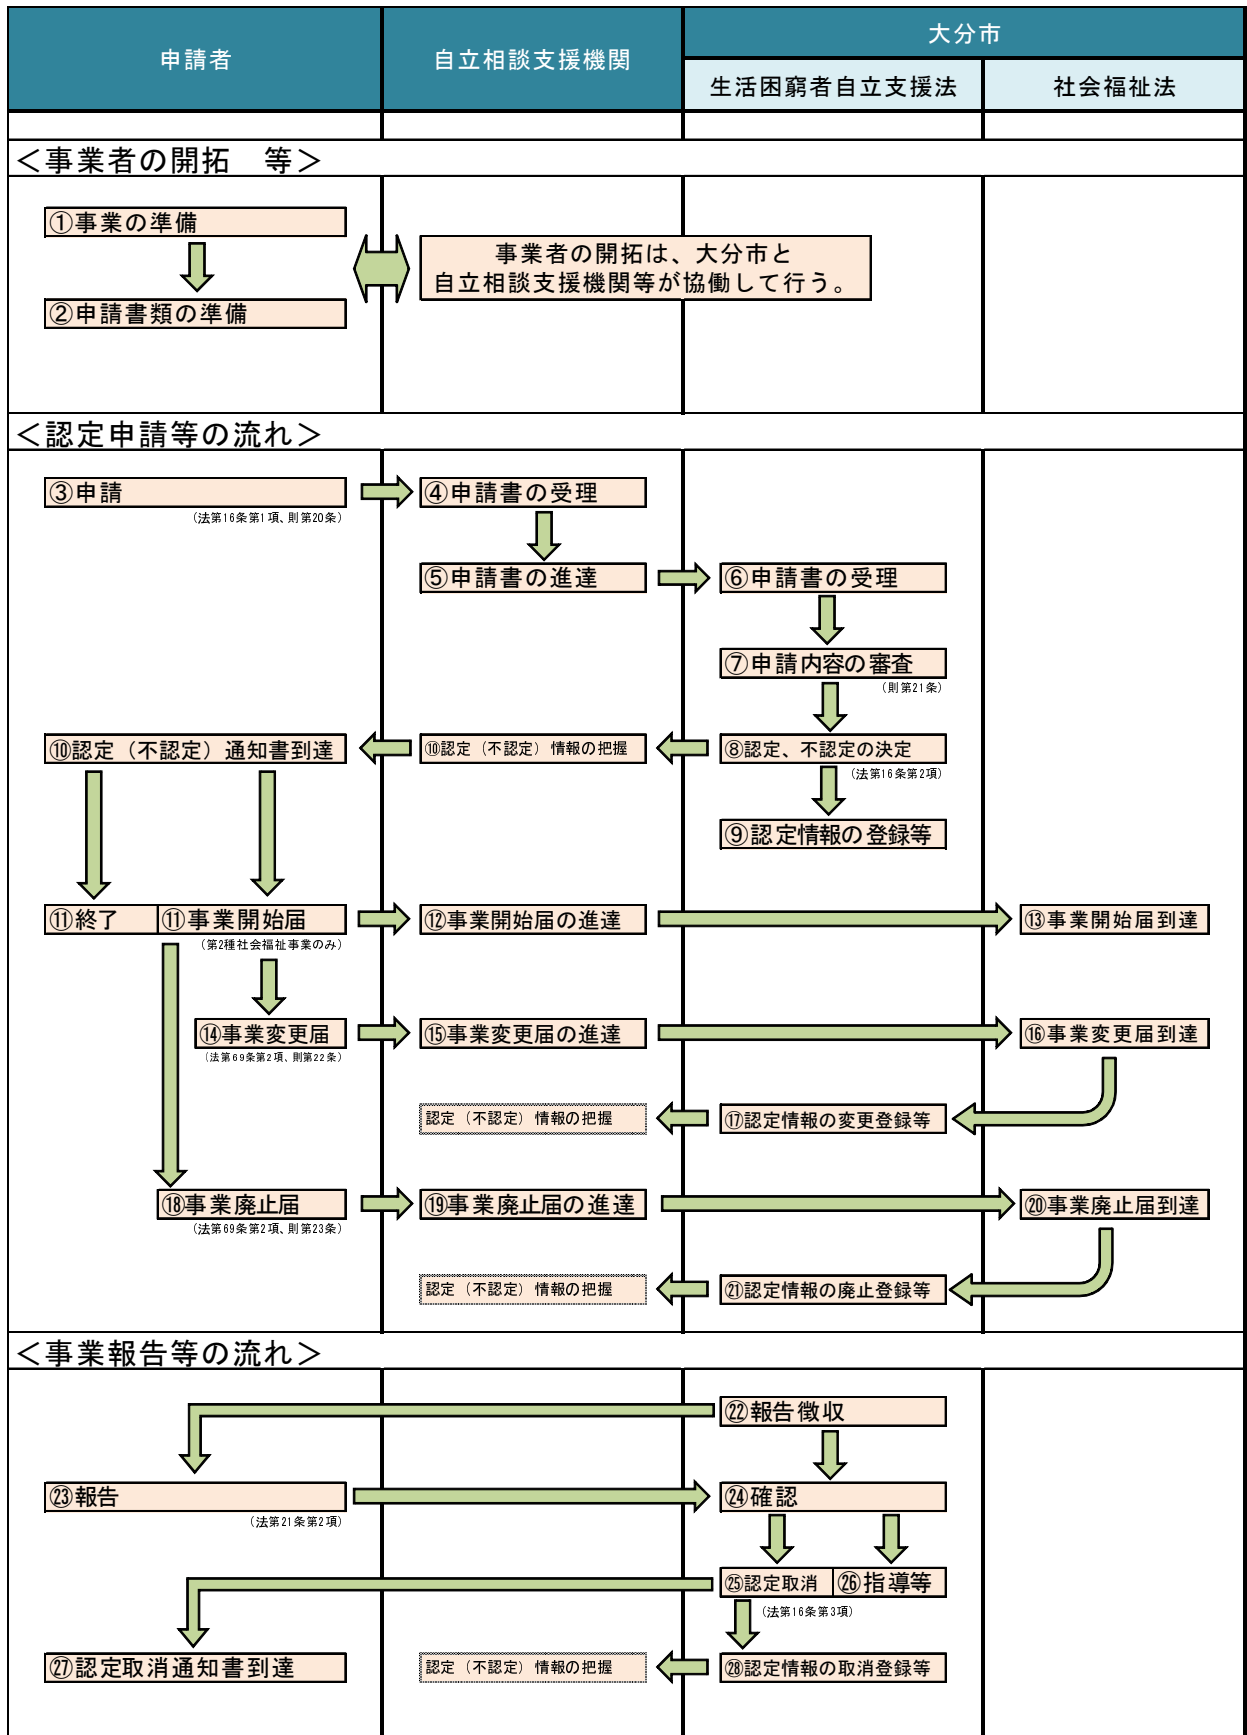 申請者
自立相談支援機関
大分市
生活困窮者自立支援法
社会福祉法
＜事業者の開拓　等＞
①事業の準備
事業者の開拓は、大分市と
自立相談支援機関等が協働して行う。
②申請書類の準備
＜認定申請等の流れ＞
③申請
④申請書の受理
（法第16条第1項、則第20条）
⑤申請書の進達
⑥申請書の受理
⑦申請内容の審査
（則第21条）
⑩認定（不認定）通知書到達
⑩認定（不認定）情報の把握
⑧認定、不認定の決定
（法第16条第2項）
⑨認定情報の登録等
⑪終了
⑪事業開始届
⑫事業開始届の進達
⑬事業開始届到達
（第2種社会福祉事業のみ）
⑭事業変更届
⑮事業変更届の進達
⑯事業変更届到達
（法第69条第2項、則第22条）
認定（不認定）情報の把握
⑰認定情報の変更登録等
⑱事業廃止届
⑲事業廃止届の進達
⑳事業廃止届到達
（法第69条第2項、則第23条）
認定（不認定）情報の把握
㉑認定情報の廃止登録等
＜事業報告等の流れ＞
㉒報告徴収
㉓報告
㉔確認
（法第21条第2項）
㉕認定取消
㉖指導等
（法第16条第3項）
㉗認定取消通知書到達
認定（不認定）情報の把握
㉘認定情報の取消登録等